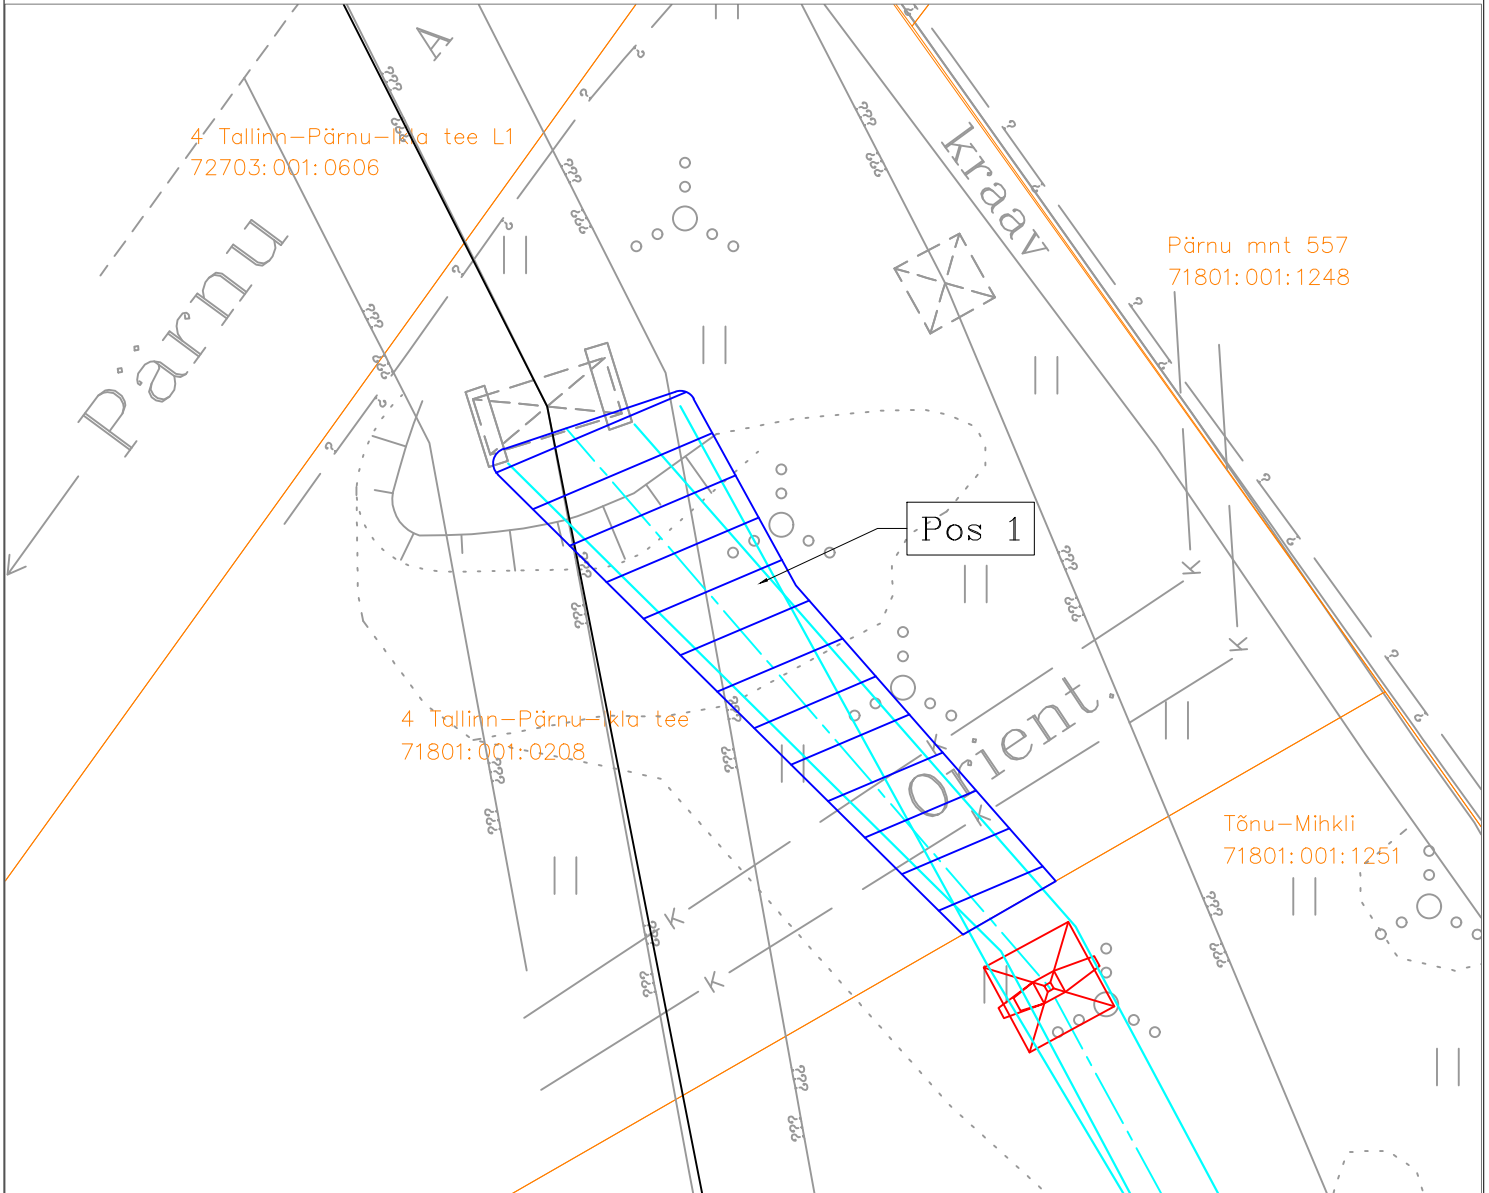 A
4 Tallinn-Pärnu-Ikla tee L1
72703:001:0606
kraav
Pärnu
Pärnu mnt 557
71801:001:1248
Pos 1
K
K
Orient.
4 Tallinn-Pärnu-Ikla tee
71801:001:0208
K
K
Tõnu-Mihkli
71801:001:1251
K
K